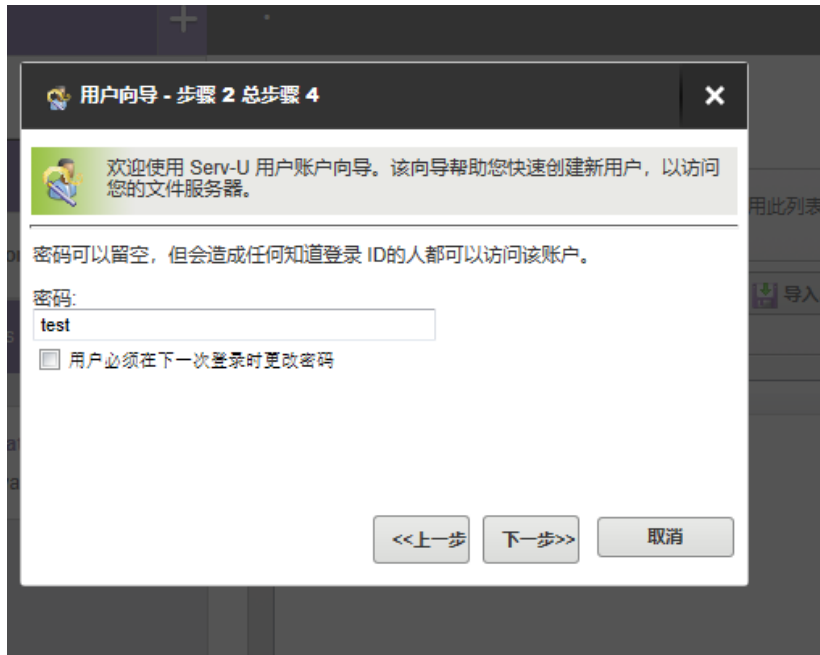 用户向导 - 步骤 2 总步骤 4
欢迎使用 Serv-U 用户账户向导。该向导帮助您快速创建新用户，以访问
您的文件服务器。
用此列表
密码可以留空，但会造成任何知道登录 ID的人都可以访问该账户。
导入
密码:
test
用户必须在下一次登录时更改密码
<<上一步
下一步>>
取消